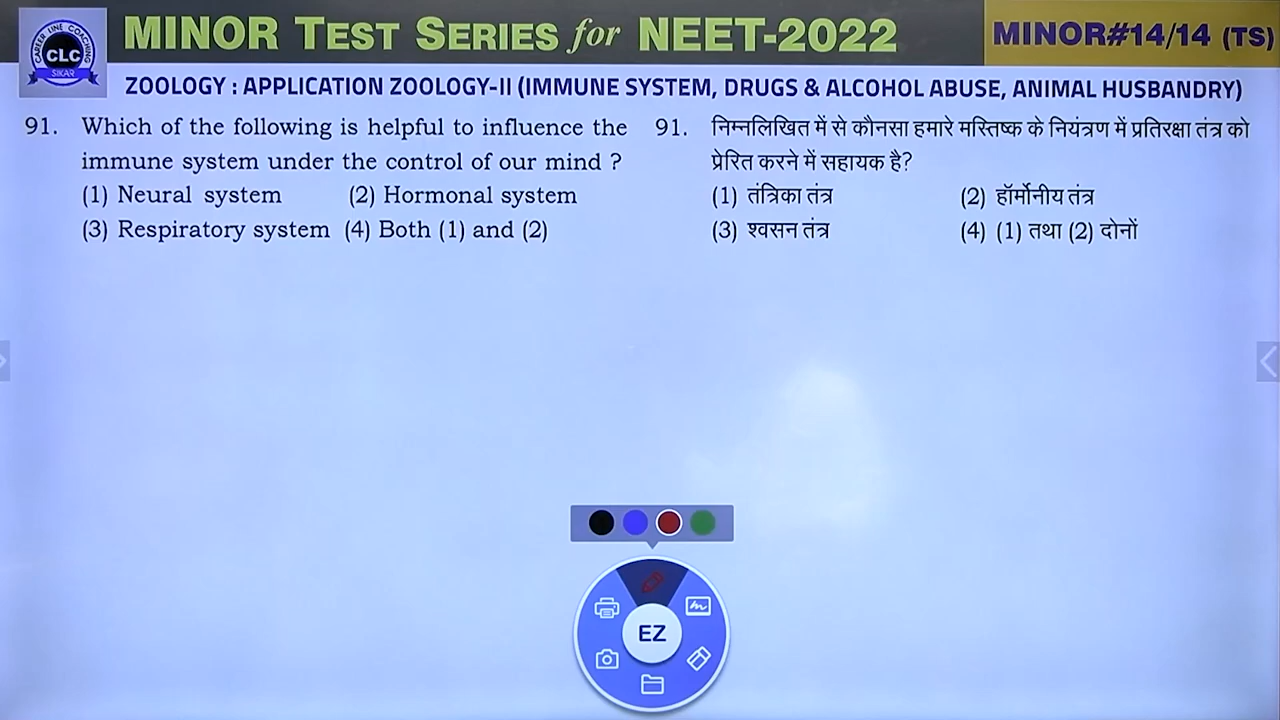 CAREER LINE COACHING
CLC
SIKAR
MINOR TEST SERIES for NEET-2022
MINOR#14/14 (TS)
ZOOLOGY : APPLICATION ZOOLOGY-II (IMMUNE SYSTEM, DRUGS & ALCOHOL ABUSE, ANIMAL HUSBANDRY)
91. Which of the following is helpful to influence the
immune system under the control of our mind ?
(1) Neural system (2) Hormonal system
(3) Respiratory system (4) Both (1) and (2)
91. निम्नलिखित में से कौनसा हमारे मस्तिष्क के नियंत्रण में प्रतिरक्षा तंत्र को
प्रेरित करने में सहायक है?
(1) तंत्रिका तंत्र (2) हॉर्मोनीय तंत्र
(3) श्वसन तंत्र (4) (1) तथा (2) दोनों
EZ